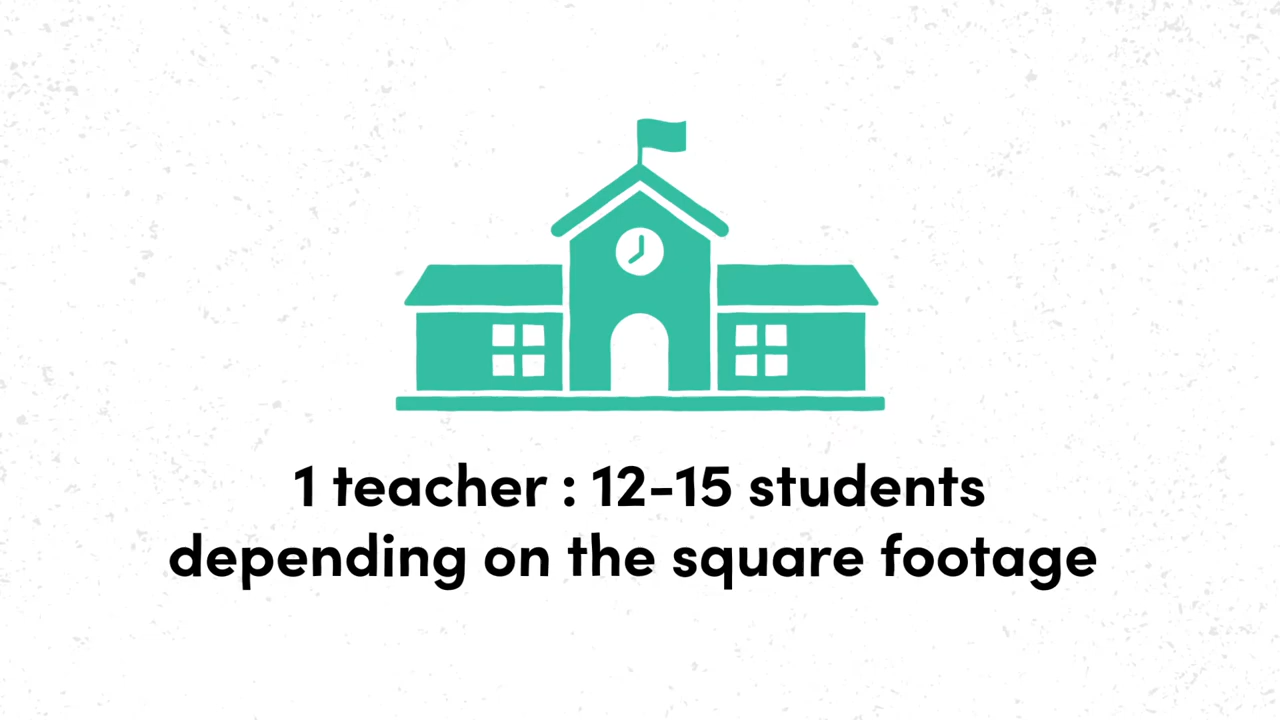 1 teacher : 12-15 students
depending on the square footage